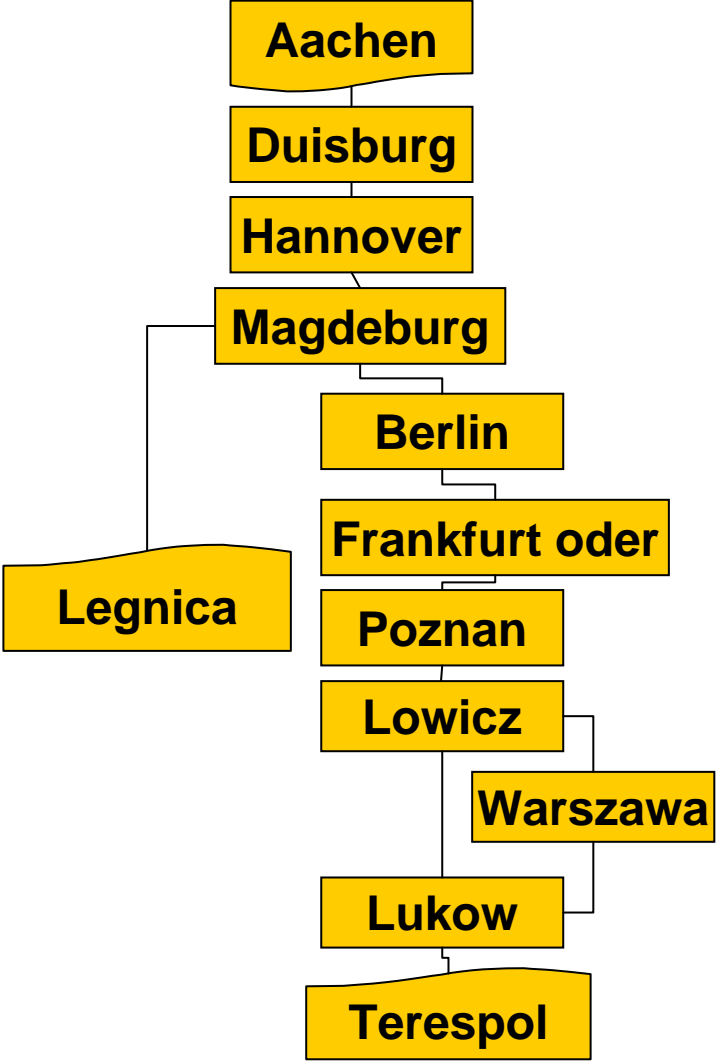 Aachen
Duisburg
Hannover
Magdeburg
Berlin
Frankfurt oder
Legnica
Poznan
Lowicz
Warszawa
Lukow
Terespol